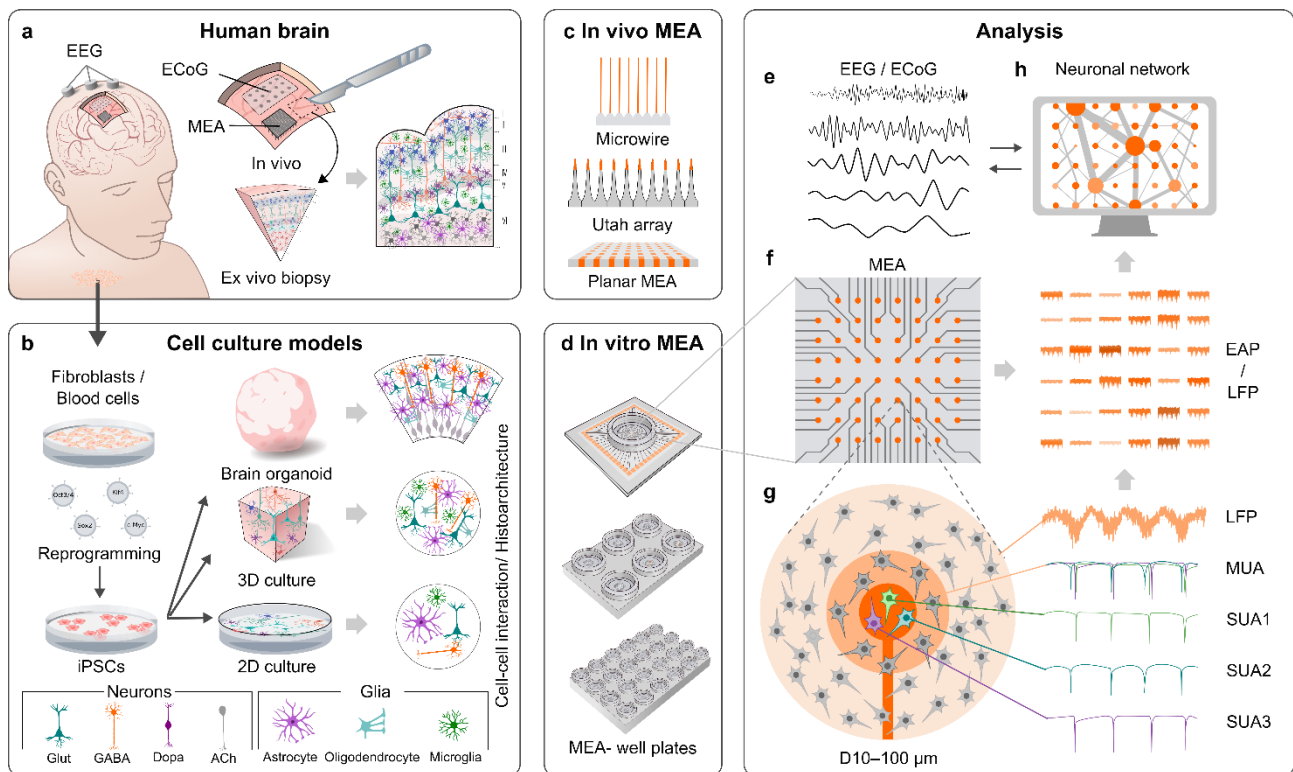 a
Human brain
EEG
ECoG
MEA
In vivo
Ex vivo biopsy
I
II
b
Cell culture models
Fibroblasts /
Blood cells
Oct3/4
Klf4
Sox2
c-Myc
Reprogramming
iPSCs
Brain organoid
3D culture
2D culture
Cell-cell interaction/ Histoarchitecture
Neurons
Glut
GABA
Dopa
ACh
Glia
Astrocyte
Oligodendrocyte
Microglia
c In vivo MEA
Microwire
Utah array
Planar MEA
d In vitro MEA
MEA- well plates
Analysis
e
EEG / ECoG
h
Neuronal network
f
MEA
EAP
/
LFP
g
LFP
MUA
SUA1
SUA2
SUA3
D10–100 µm